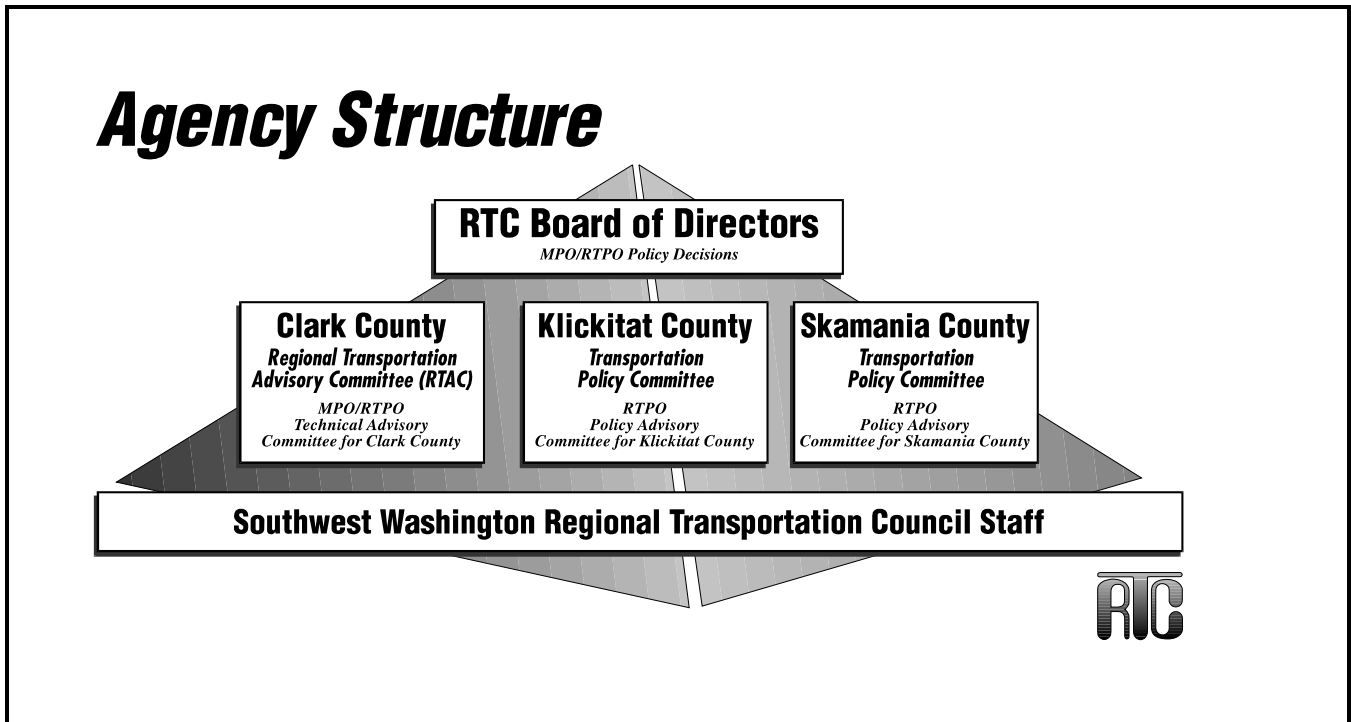 Agency Structure
RTC Board of Directors
MPO/RTPO Policy Decisions
Clark County
Regional Transportation
Advisory Committee (RTAC)
MPO/RTPO
Technical Advisory
Committee for Clark County
Klickitat County
Transportation
Policy Committee
RTPO
Policy Advisory
Committee for Klickitat County
Skamania County
Transportation
Policy Committee
RTPO
Policy Advisory
Committee for Skamania County
Southwest Washington Regional Transportation Council Staff
RTC